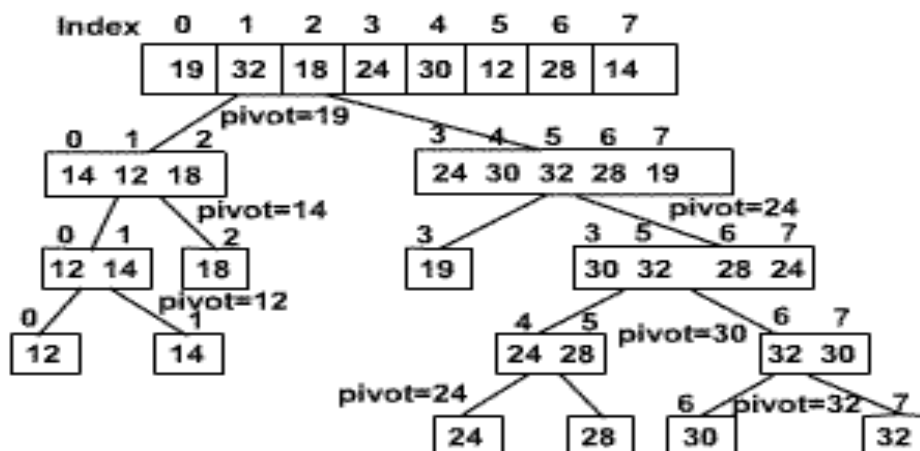 Index 0 1 2 3 4 5 6 7
19 32 18 24 30 12 28 14
pivot=19
0 1 2 3 4 5 6 7
14 12 18 24 30 32 28 19
pivot=14 pivot=24
0 1 2 3 3 5 6 7
12 14 18 19 30 32 28 24
pivot=12
0 1 4 5 pivot=30 6 7
12 14 24 28 32 30
pivot=24 6 pivot=32 7
24 28 30 32